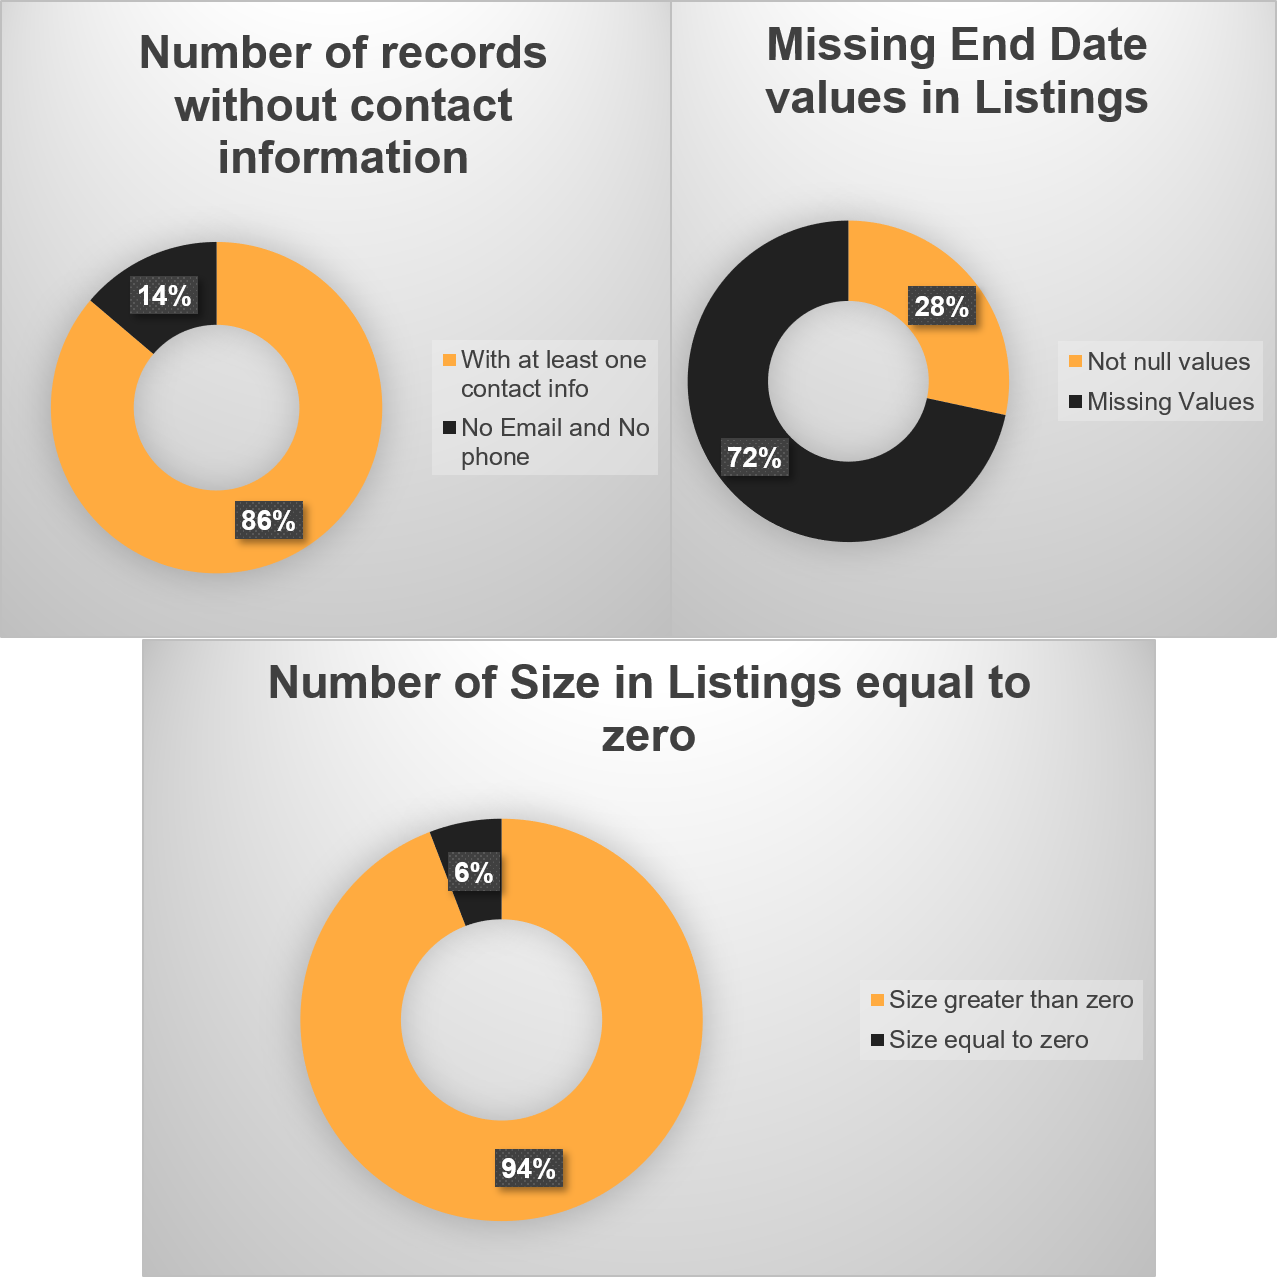 Number of records
without contact
information
14%
86%
With at least one
contact info
No Email and No
phone
Missing End Date
values in Listings
28%
72%
Not null values
Missing Values
Number of Size in Listings equal to
zero
6%
94%
Size greater than zero
Size equal to zero